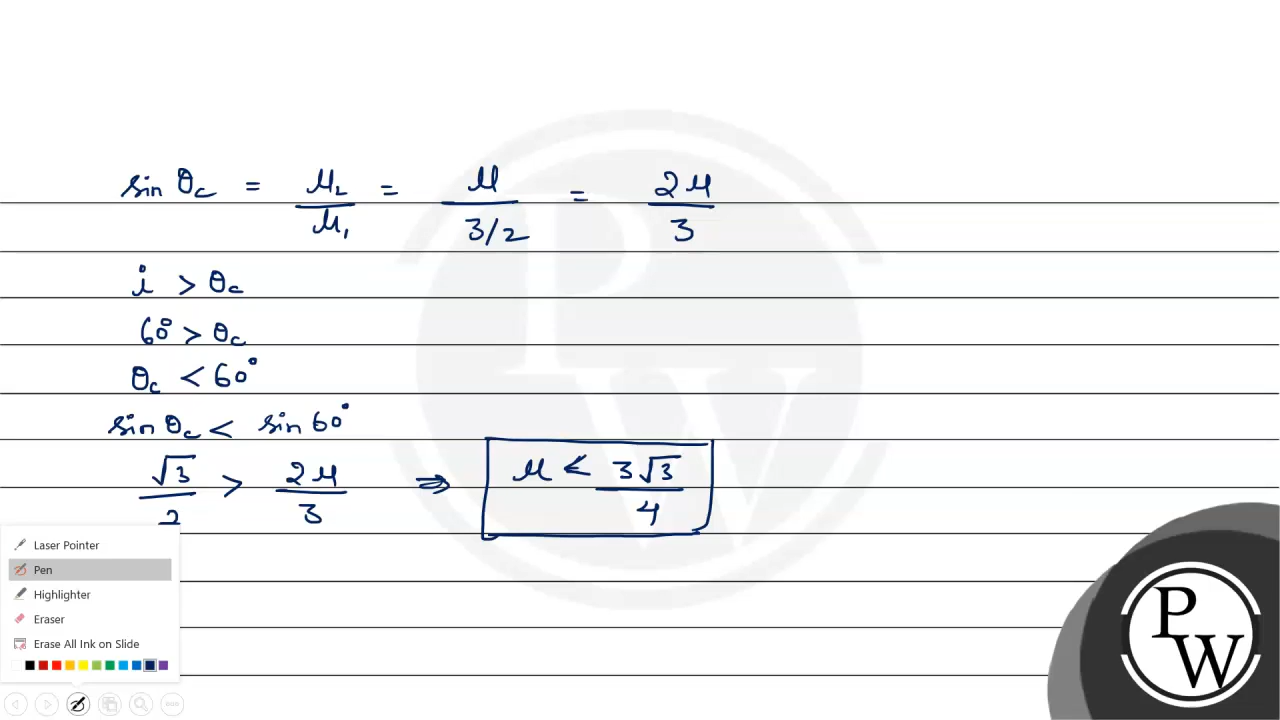 sin θc = μ2/μ1 = μ/3/2 = 2μ/3
i > θc
60° > θc
θc < 60°
sin θc < sin 60°
√3/2 > 2μ/3 ⇒ μ < 3√3/4
Laser Pointer
Pen
Highlighter
Eraser
Erase All Ink on Slide
P
W
P
W